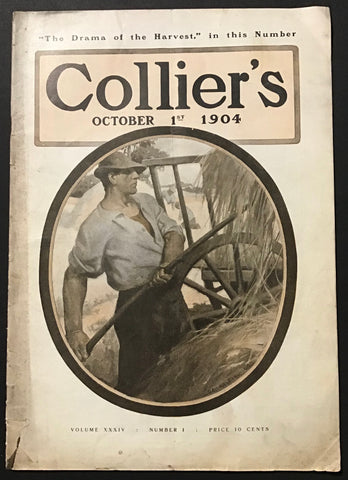 "The Drama of the Harvest," in this Number
Collier's
OCTOBER 1ST 1904
VOLUME XXXIV : NUMBER 1 : PRICE 10 CENTS